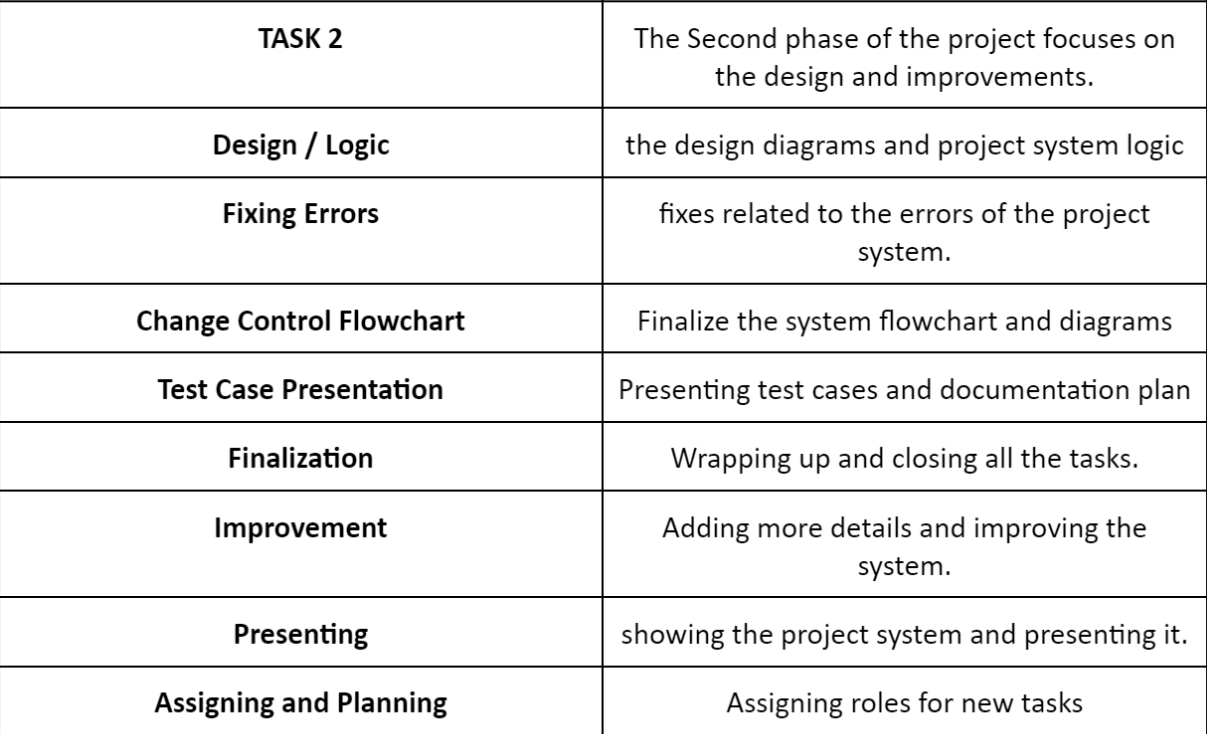 TASK 2
The Second phase of the project focuses on
the design and improvements.
Design / Logic
the design diagrams and project system logic
Fixing Errors
fixes related to the errors of the project
system.
Change Control Flowchart
Finalize the system flowchart and diagrams
Test Case Presentation
Presenting test cases and documentation plan
Finalization
Wrapping up and closing all the tasks.
Improvement
Adding more details and improving the
system.
Presenting
showing the project system and presenting it.
Assigning and Planning
Assigning roles for new tasks